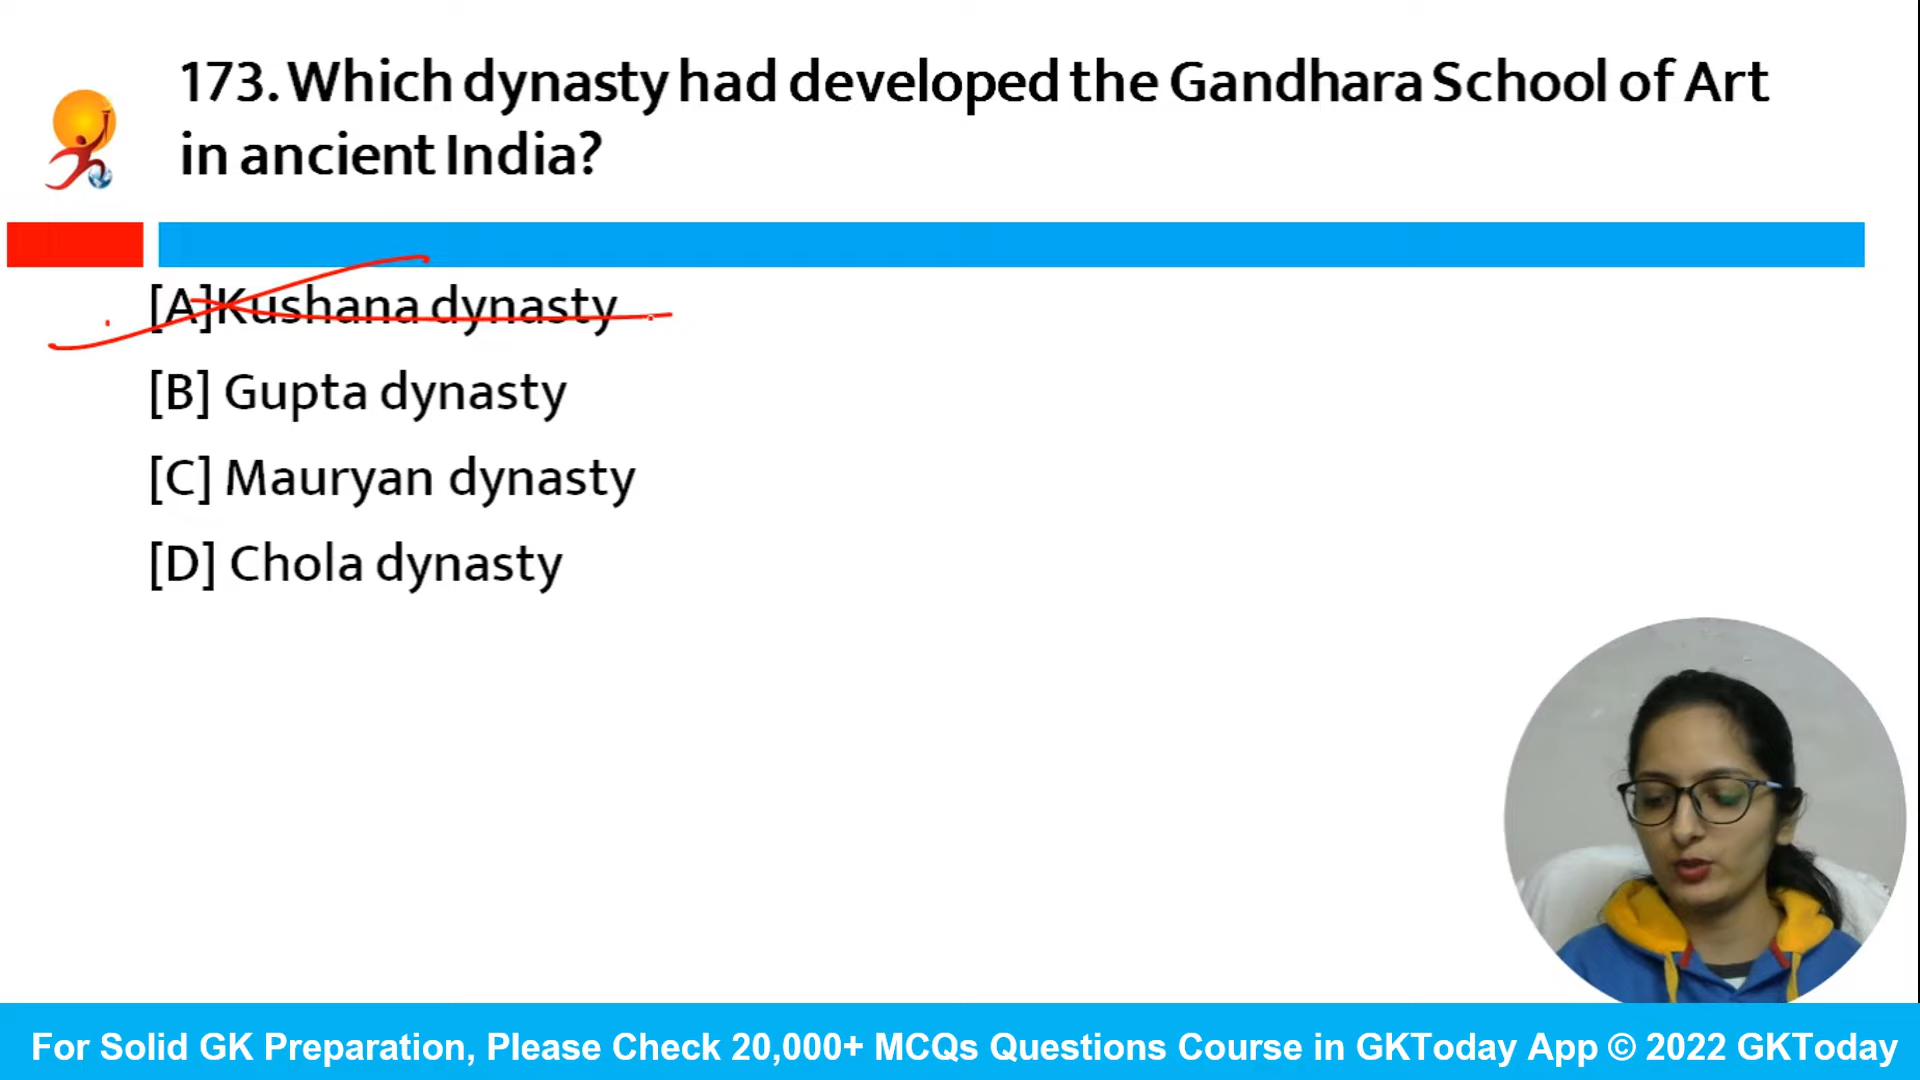 173. Which dynasty had developed the Gandhara School of Art
in ancient India?
[A]Kushana dynasty
[B] Gupta dynasty
[C] Mauryan dynasty
[D] Chola dynasty
For Solid GK Preparation, Please Check 20,000+ MCQs Questions Course in GKToday App © 2022 GKToday